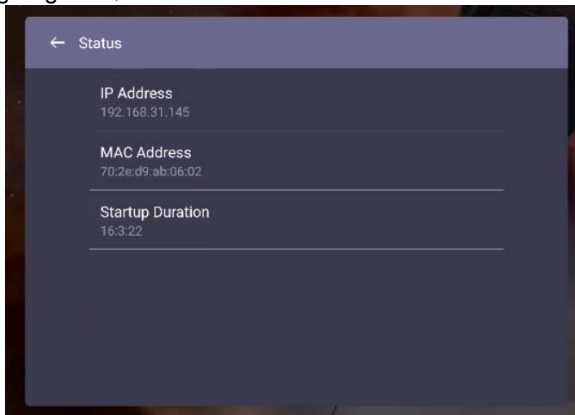 Status
IP Address
192.168.31.145
MAC Address
70:2e:d9:ab:06:02
Startup Duration
16:3:22